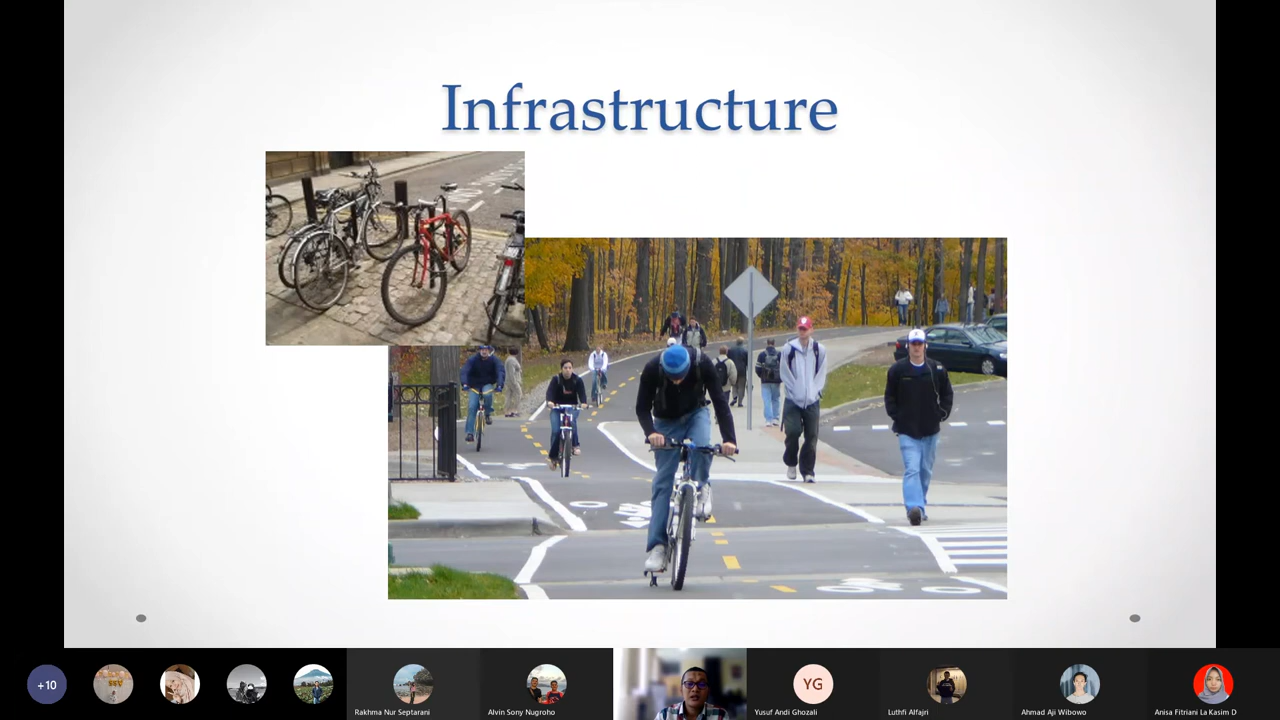 Infrastructure
+10
Rakhma Nur Septarani
Alvin Sony Nugroho
YG
Yusuf Andi Ghozali
Luthfi Alfajri
Ahmad Aji Wibowo
Anisa Fitriani La Kasim D